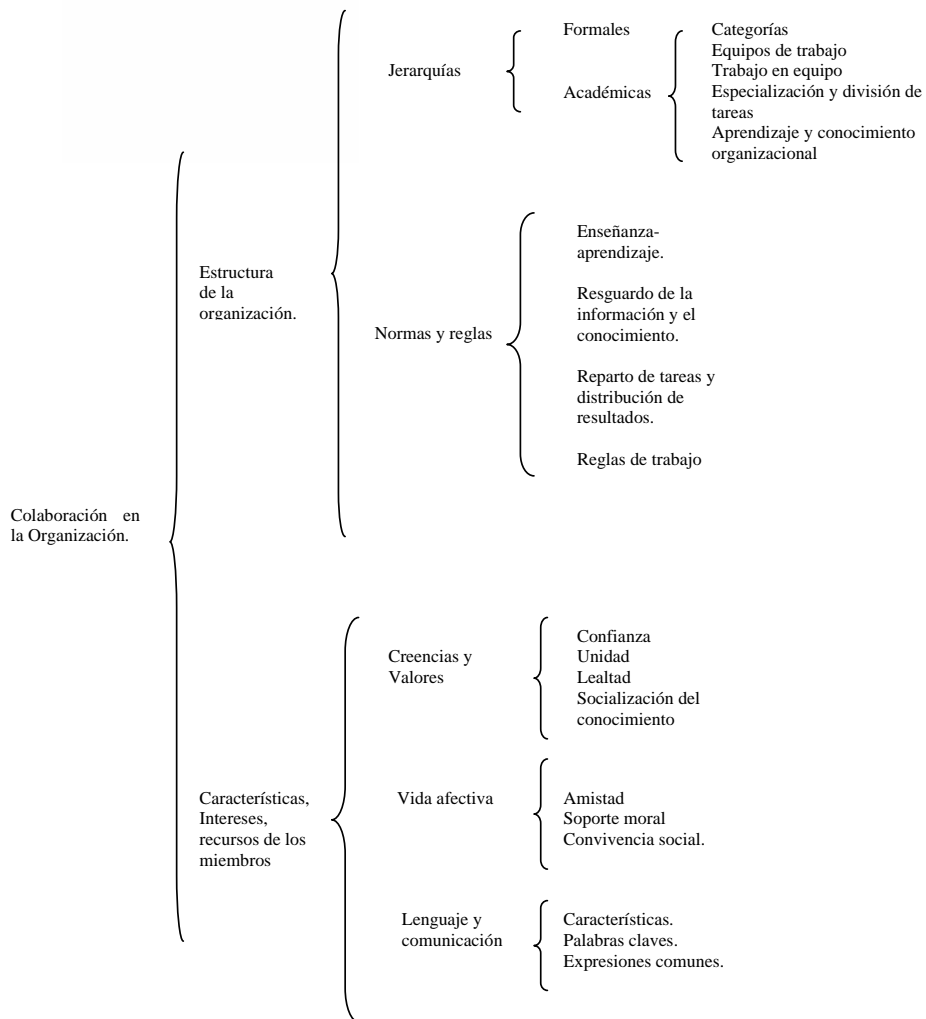 Formales
Categorías
Equipos de trabajo
Jerarquías
Trabajo en equipo
Académicas
Especialización y división de
tareas
Aprendizaje y conocimiento
organizacional
Estructura
de la
organización.
Normas y reglas
Enseñanza-
aprendizaje.
Resguardo de la
información y el
conocimiento.
Reparto de tareas y
distribución de
resultados.
Reglas de trabajo
Colaboración en
la Organización.
Creencias y
Valores
Confianza
Unidad
Lealtad
Socialización del
conocimiento
Características,
Intereses,
recursos de los
miembros
Vida afectiva
Amistad
Soporte moral
Convivencia social.
Lenguaje y
comunicación
Características.
Palabras claves.
Expresiones comunes.